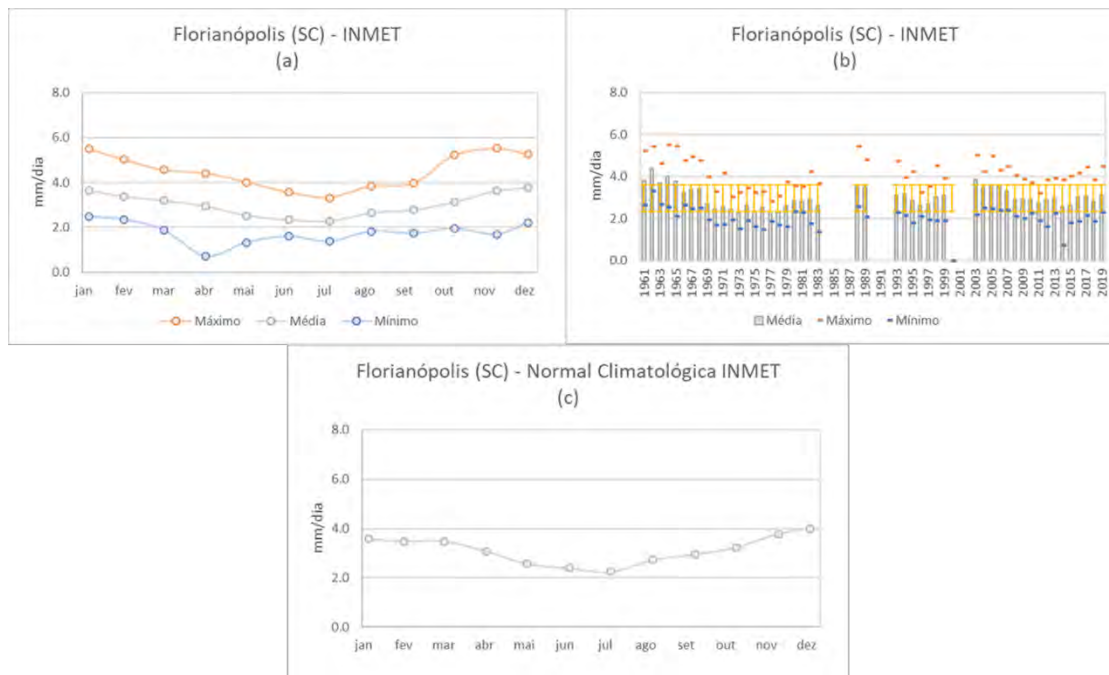 Florianópolis (SC) - INMET
(a)
8.0
6.0
4.0
2.0
0.0
mm/dia
jan fev mar abr mai jun jul ago set out nov dez
Máximo Média Mínimo
Florianópolis (SC) - INMET
(b)
8.0
6.0
4.0
2.0
0.0
mm/dia
1961 1963 1965 1967 1969 1971 1973 1975 1977 1979 1981 1983 1985 1987 1989 1991 1993 1995 1997 1999 2001 2003 2005 2007 2009 2011 2013 2015 2017 2019
Média Máximo Mínimo
Florianópolis (SC) - Normal Climatológica INMET
(c)
8.0
6.0
4.0
2.0
0.0
mm/dia
jan fev mar abr mai jun jul ago set out nov dez